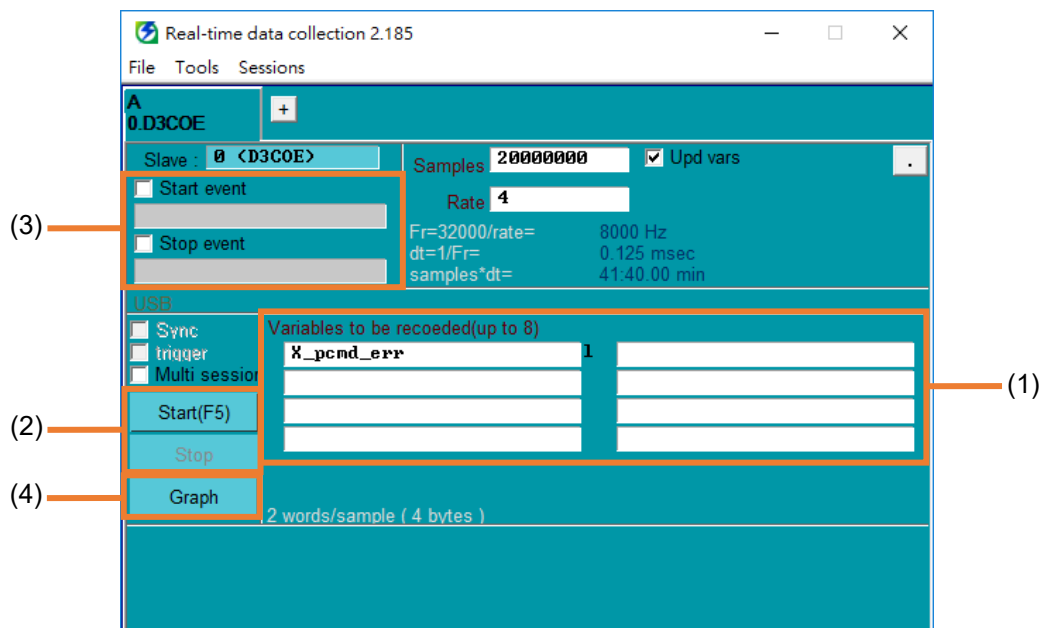 Real-time data collection 2.185
File Tools Sessions
A
0.D3COE
+
Slave : 0 (D3COE)
Samples 20000000
Upd vars
.
Start event
Rate 4
(3)
Fr=32000/rate= 8000 Hz
Stop event
dt=1/Fr= 0.125 msec
samples*dt= 41:40.00 min
USB
Sync
Variables to be recoeded(up to 8)
trigger
X_pcmd_err 1
Multi session
(1)
Start(F5)
(2)
Stop
(4)
Graph
2 words/sample ( 4 bytes )